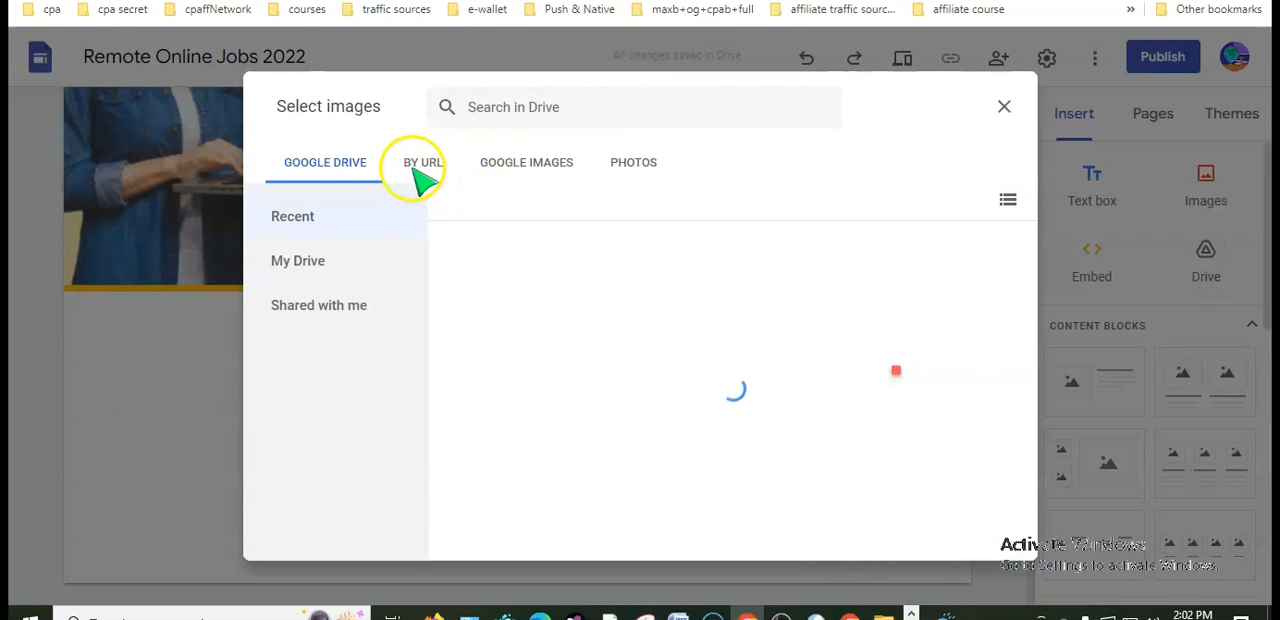 cpa cpa secret cpaffNetwork courses traffic sources e-wallet Push & Native maxb+og+cpab+full affiliate traffic sourc... affiliate course » Other bookmarks
Remote Online Jobs 2022 All changes saved in Drive Publish
Select images Search in Drive
Insert Pages Themes
GOOGLE DRIVE BY URL GOOGLE IMAGES PHOTOS
Text box Images
Recent
My Drive
Embed Drive
Shared with me
CONTENT BLOCKS
Activate Windows
Go to Settings to activate Windows.
2:02 PM